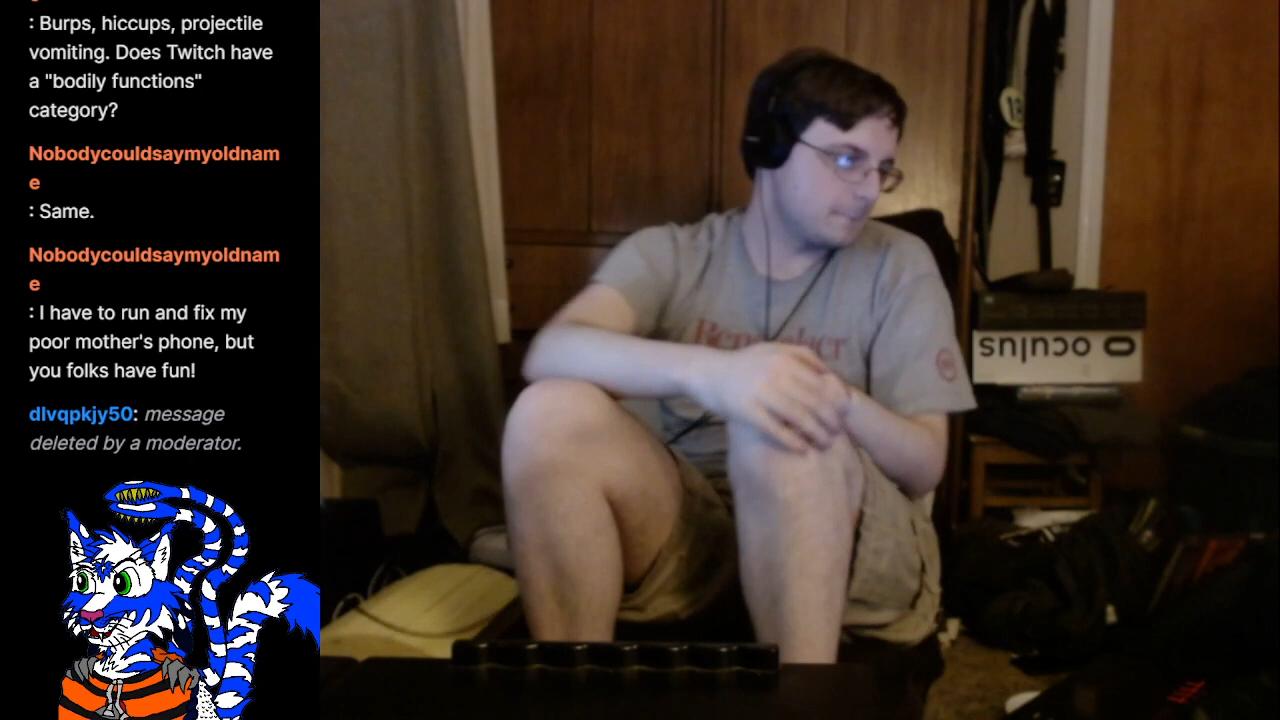 : Burps, hiccups, projectile
vomiting. Does Twitch have
a "bodily functions"
category?
Nobodycouldsaymyoldnam
e
: Same.
Nobodycouldsaymyoldnam
e
: I have to run and fix my
poor mother's phone, but
you folks have fun!
dlvqpkjy50: message
deleted by a moderator.
oculus